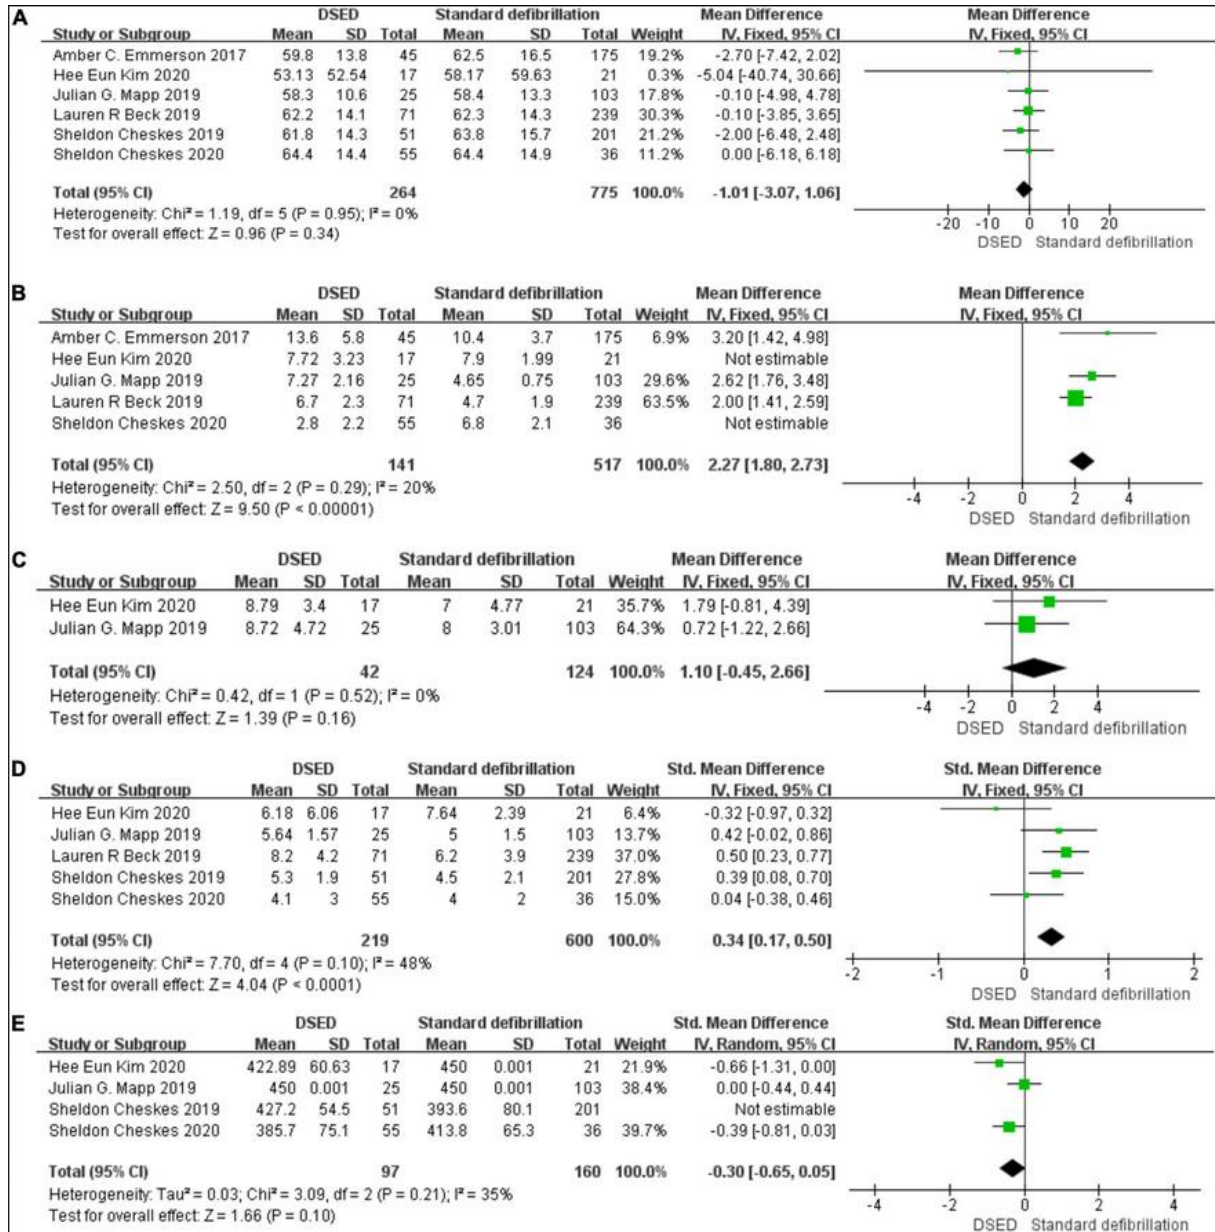 A
DSED Standard defibrillation Mean Difference Mean Difference
Study or Subgroup Mean SD Total Mean SD Total Weight IV, Fixed, 95% CI IV, Fixed, 95% CI
Amber C. Emmerson 2017 59.8 13.8 45 62.5 16.5 175 19.2% -2.70 [-7.42, 2.02]
Hee Eun Kim 2020 53.13 52.54 17 58.17 59.63 21 0.3% -5.04 [-40.74, 30.66]
Julian G. Mapp 2019 58.3 10.6 25 58.4 13.3 103 17.8% -0.10 [-4.98, 4.78]
Lauren R Beck 2019 62.2 14.1 71 62.3 14.3 239 30.3% -0.10 [-3.85, 3.65]
Sheldon Cheskes 2019 61.8 14.3 51 63.8 15.7 201 21.2% -2.00 [-6.48, 2.48]
Sheldon Cheskes 2020 64.4 14.4 55 64.4 14.9 36 11.2% 0.00 [-6.18, 6.18]
Total (95% CI) 264 775 100.0% -1.01 [-3.07, 1.06]
Heterogeneity: Chi² = 1.19, df = 5 (P = 0.95); I² = 0%
Test for overall effect: Z = 0.96 (P = 0.34)
-20 -10 0 10 20
DSED Standard defibrillation
B
DSED Standard defibrillation Mean Difference Mean Difference
Study or Subgroup Mean SD Total Mean SD Total Weight IV, Fixed, 95% CI IV, Fixed, 95% CI
Amber C. Emmerson 2017 13.6 5.8 45 10.4 3.7 175 6.9% 3.20 [1.42, 4.98]
Hee Eun Kim 2020 7.72 3.23 17 7.9 1.99 21 Not estimable
Julian G. Mapp 2019 7.27 2.16 25 4.65 0.75 103 29.6% 2.62 [1.76, 3.48]
Lauren R Beck 2019 6.7 2.3 71 4.7 1.9 239 63.5% 2.00 [1.41, 2.59]
Sheldon Cheskes 2020 2.8 2.2 55 6.8 2.1 36 Not estimable
Total (95% CI) 141 517 100.0% 2.27 [1.80, 2.73]
Heterogeneity: Chi² = 2.50, df = 2 (P = 0.29); I² = 20%
Test for overall effect: Z = 9.50 (P < 0.00001)
-4 -2 0 2 4
DSED Standard defibrillation
C
DSED Standard defibrillation Mean Difference Mean Difference
Study or Subgroup Mean SD Total Mean SD Total Weight IV, Fixed, 95% CI IV, Fixed, 95% CI
Hee Eun Kim 2020 8.79 3.4 17 7 4.77 21 35.7% 1.79 [-0.81, 4.39]
Julian G. Mapp 2019 8.72 4.72 25 8 3.01 103 64.3% 0.72 [-1.22, 2.66]
Total (95% CI) 42 124 100.0% 1.10 [-0.45, 2.66]
Heterogeneity: Chi² = 0.42, df = 1 (P = 0.52); I² = 0%
Test for overall effect: Z = 1.39 (P = 0.16)
-4 -2 0 2 4
DSED Standard defibrillation
D
DSED Standard defibrillation Std. Mean Difference Std. Mean Difference
Study or Subgroup Mean SD Total Mean SD Total Weight IV, Fixed, 95% CI IV, Fixed, 95% CI
Hee Eun Kim 2020 6.18 6.06 17 7.64 2.39 21 6.4% -0.32 [-0.97, 0.32]
Julian G. Mapp 2019 5.64 1.57 25 5 1.5 103 13.7% 0.42 [-0.02, 0.86]
Lauren R Beck 2019 8.2 4.2 71 6.2 3.9 239 37.0% 0.50 [0.23, 0.77]
Sheldon Cheskes 2019 5.3 1.9 51 4.5 2.1 201 27.8% 0.39 [0.08, 0.70]
Sheldon Cheskes 2020 4.1 3 55 4 2 36 15.0% 0.04 [-0.38, 0.46]
Total (95% CI) 219 600 100.0% 0.34 [0.17, 0.50]
Heterogeneity: Chi² = 7.70, df = 4 (P = 0.10); I² = 48%
Test for overall effect: Z = 4.04 (P < 0.0001)
-2 -1 0 1 2
DSED Standard defibrillation
E
DSED Standard defibrillation Std. Mean Difference Std. Mean Difference
Study or Subgroup Mean SD Total Mean SD Total Weight IV, Random, 95% CI IV, Random, 95% CI
Hee Eun Kim 2020 422.89 60.63 17 450 0.001 21 21.9% -0.66 [-1.31, 0.00]
Julian G. Mapp 2019 450 0.001 25 450 0.001 103 38.4% 0.00 [-0.44, 0.44]
Sheldon Cheskes 2019 427.2 54.5 51 393.6 80.1 201 Not estimable
Sheldon Cheskes 2020 385.7 75.1 55 413.8 65.3 36 39.7% -0.39 [-0.81, 0.03]
Total (95% CI) 97 160 100.0% -0.30 [-0.65, 0.05]
Heterogeneity: Tau² = 0.03; Chi² = 3.09, df = 2 (P = 0.21); I² = 35%
Test for overall effect: Z = 1.66 (P = 0.10)
-4 -2 0 2 4
DSED Standard defibrillation